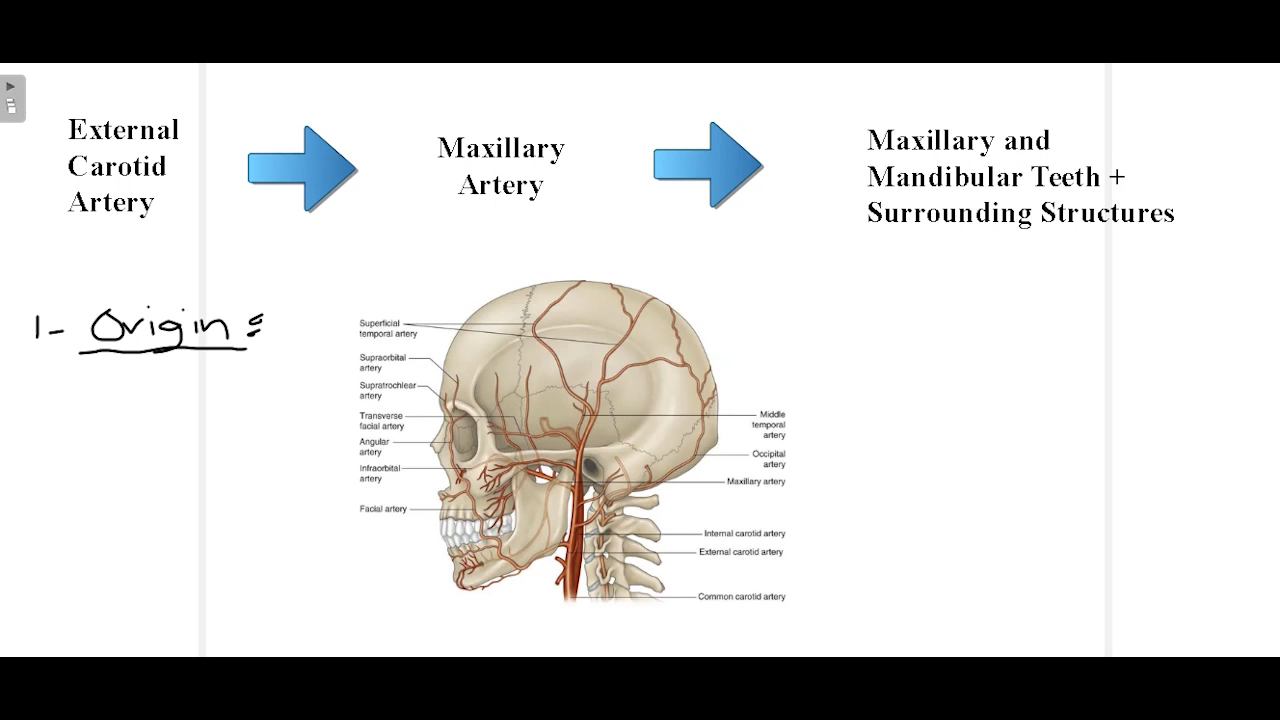 External
Carotid
Artery
Maxillary
Artery
Maxillary and
Mandibular Teeth +
Surrounding Structures
1- Origin :
Superficial
temporal artery
Supraorbital
artery
Supratrochlear
artery
Transverse
facial artery
Angular
artery
Infraorbital
artery
Facial artery
Middle
temporal
artery
Occipital
artery
Maxillary artery
Internal carotid artery
External carotid artery
Common carotid artery